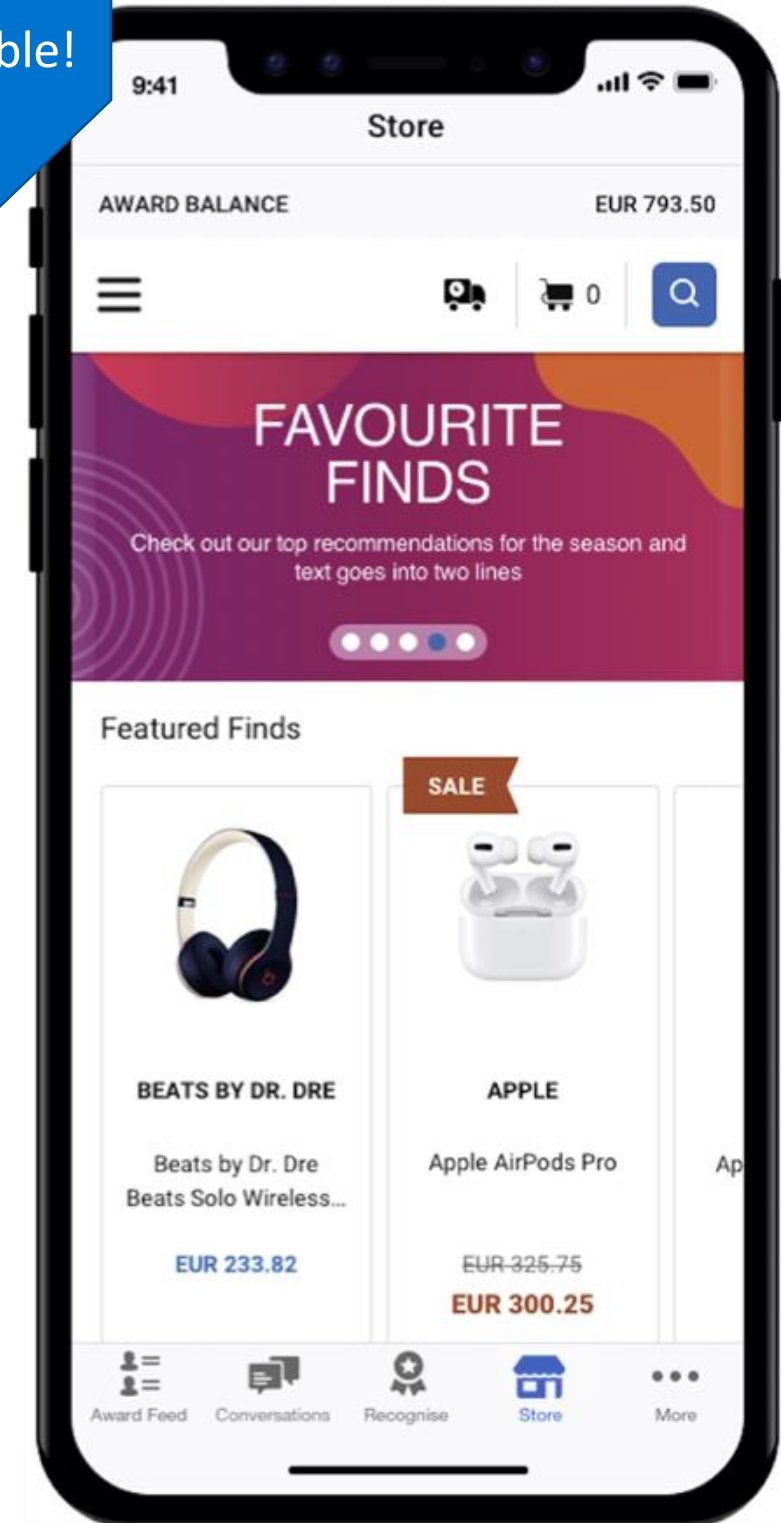 9:41
Store
AWARD BALANCE EUR 793.50
0
FAVOURITE
FINDS
Check out our top recommendations for the season and
text goes into two lines
Featured Finds
SALE
BEATS BY DR. DRE
Beats by Dr. Dre
Beats Solo Wireless...
EUR 233.82
APPLE
Apple AirPods Pro
EUR 325.75
EUR 300.25
Award Feed Conversations Recognise Store More